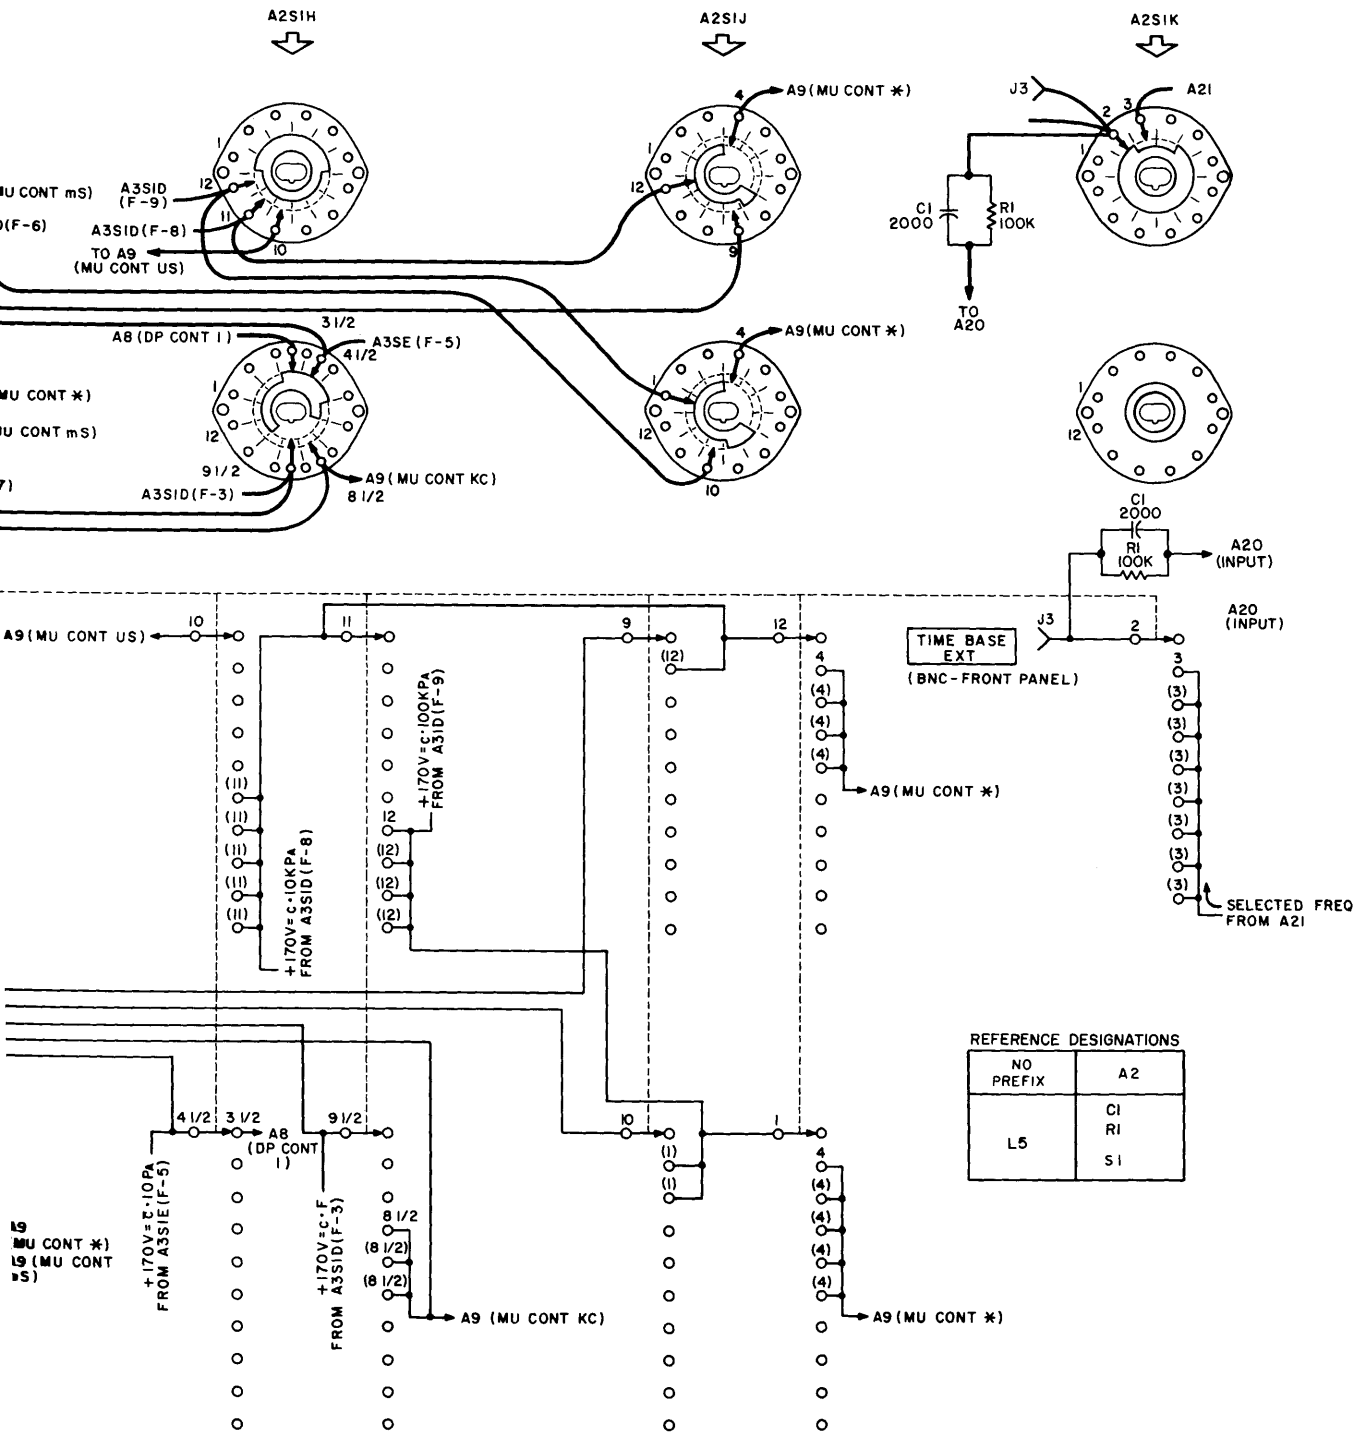 A2S1H
A2S1J
A2S1K
4
A9(MU CONT *)
J3
2
3
A21
1
12
11
10
MU CONT mS)
A3S1D
(F-9)
(F-6)
A3S1D(F-8)
TO A9
(MU CONT US)
1
12
9
1
C1
2000
R1
100K
TO
A20
3 1/2
A8(DP CONT 1)
A3SE(F-5)
4 1/2
1
12
MU CONT *)
MU CONT mS)
9 1/2
A3S1D(F-3)
A9(MU CONT KC)
8 1/2
4
A9(MU CONT *)
1
12
10
1
12
C1
2000
R1
100K
A20
(INPUT)
A20
(INPUT)
A9(MU CONT US)
10
11
9
(12)
12
4
(4)
(4)
(4)
A9(MU CONT *)
TIME BASE
EXT
(BNC-FRONT PANEL)
J3
2
3
(3)
(3)
(3)
(3)
(3)
(3)
(3)
SELECTED FREQ
FROM A21
(11)
(11)
(11)
(11)
(11)
+170V=C·10KPA
FROM A3S1D(F-8)
12
(12)
(12)
(12)
+170V=C·100KPA
FROM A31D(F-9)
REFERENCE DESIGNATIONS
NO
PREFIX
A2
L5
C1
R1
S1
4 1/2
3 1/2
A8
(DP CONT
1)
9 1/2
+170V=C·10PA
FROM A3S1E(F-5)
+170V=C·F
FROM A3S1D(F-3)
8 1/2
(8 1/2)
(8 1/2)
A9 (MU CONT KC)
10
(1)
(1)
1
4
(4)
(4)
(4)
(4)
A9(MU CONT *)
A9
MU CONT *)
A9(MU CONT
S)